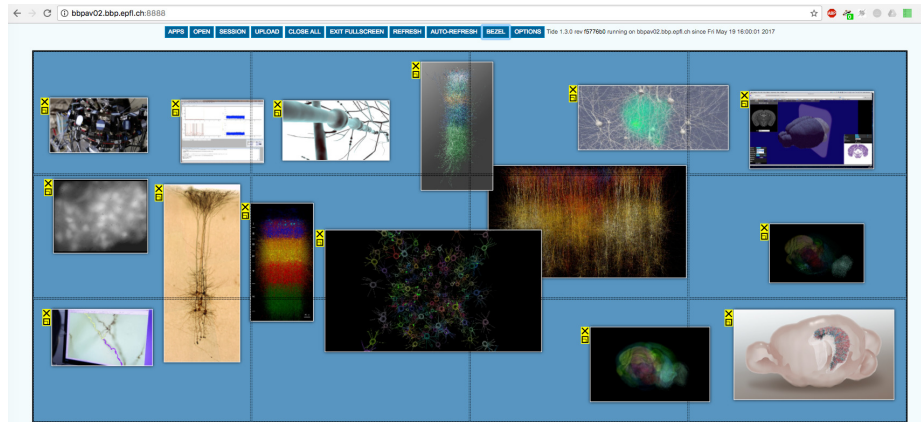 bbpav02.bbp.epfl.ch:8888
APPS OPEN SESSION UPLOAD CLOSE ALL EXIT FULLSCREEN REFRESH AUTO-REFRESH BEZEL OPTIONS Tide 1.3.0 rev f5776b0 running on bbpav02.bbp.epfl.ch since Fri May 19 16:00:01 2017